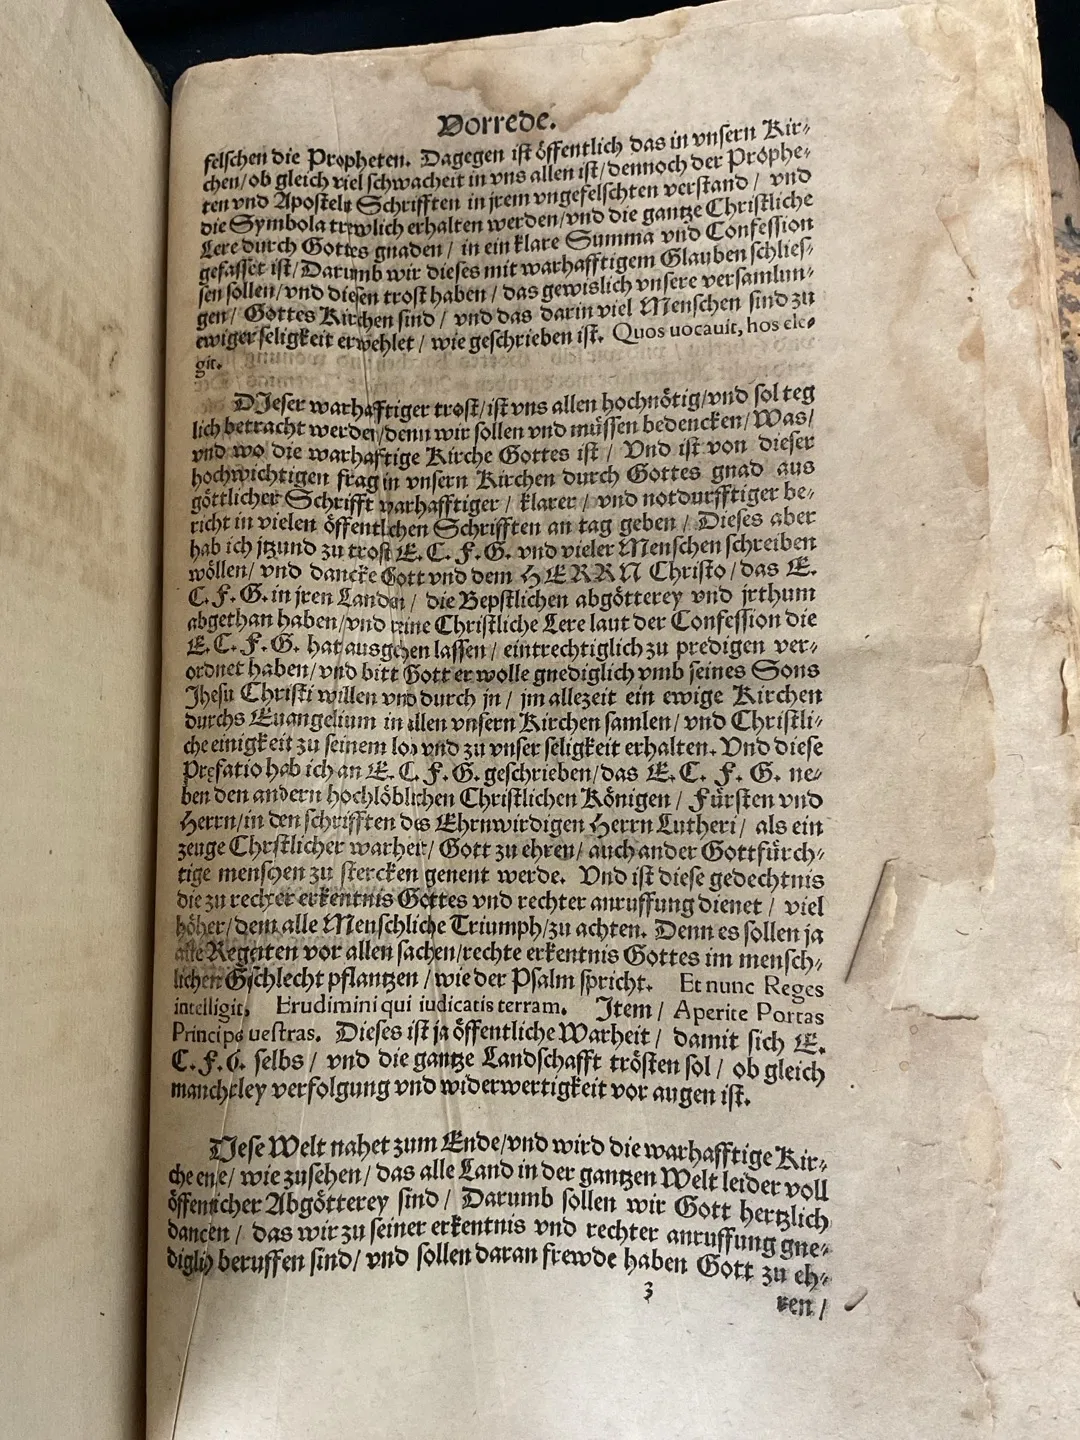 Vorrede.
felschen die Propheten. Dagegen ist öffentlich das in vnsern Kir-
chen/ob gleich viel schwacheit in vns allen ist/dennoch der Prophe-
ten vnd Aposteln Schrifften in jrem vngefelschten verstand/ vnd
die Symbola trewlich erhalten werden/vnd die gantze Christliche
Lere durch Gottes gnaden/ in ein klare Summa vnd Confession
gefasset ist/Darumb wir dieses mit warhafftigem Glauben schlies-
sen sollen/vnd diesen trost haben/das gewislich vnsere versamlun-
gen/ Gottes Kirchen sind/ vnd das darin viel Menschen sind zu
ewiger seligkeit erwehlet/ wie geschrieben ist. Quos uocauit, hos ele-
git.
DJeser warhafftiger trost/ist vns allen hochnötig/vnd sol teg
lich betracht werden/denn wir sollen vnd müssen bedencken/Was/
vnd wo die warhafftige Kirche Gottes ist/ Vnd ist von dieser
hochwichtigen frag in vnsern Kirchen durch Gottes gnad aus
göttlicher Schrifft warhafftiger/ klarer/ vnd notdurfftiger be-
richt in vielen öffentlichen Schrifften an tag geben/ Dieses aber
hab ich jtzund zu trost E. C. F. G. vnd vieler Menschen schreiben
wöllen/ vnd dancke Gott vnd dem HERRN Christo/das E.
C. F. G. in jren Landen/ die Bepstlichen abgötterey vnd jrthum
abgethan haben/vnd reine Christliche Lere laut der Confession die
E. C. F. G. hat ausgehen lassen/ eintrechtiglich zu predigen ver-
ordnet haben/vnd bitt Gott er wolle gnediglich vmb seines Sons
Jhesu Christi willen vnd durch jn/ jm allezeit ein ewige Kirchen
durchs Euangelium in allen vnsern Kirchen samlen/ vnd Christli-
che einigkeit zu seinem lob vnd zu vnser seligkeit erhalten. Vnd diese
Prefatio hab ich an E. C. F. G. geschrieben/das E. C. F. G. ne-
ben den andern hochlöblichen Christlichen Königen/ Fürsten vnd
Herrn/in den schrifften des Ehrnwirdigen Herrn Lutheri/ als ein
zeuge Chrstlicher warheit/ Gott zu ehren/ auch ander Gottfürch-
tige menschen zu stercken genent werde. Vnd ist diese gedechtnis
die zu rechter erkentnis Gottes vnd rechter anruffung dienet/ viel
höher/dem alle Menschliche Triumph/zu achten. Denn es sollen ja
alle Regenten vor allen sachen/rechte erkentnis Gottes im mensch-
lichen Gschlecht pflantzen/ wie der Psalm spricht. Et nunc Reges
intelligit, Erudimini qui iudicatis terram. Jtem/ Aperite Portas
Principes uestras. Dieses ist ja öffentliche Warheit/ damit sich E.
C. F. G. selbs/ vnd die gantze Landschafft trösten sol/ ob gleich
mancherley verfolgung vnd widerwertigkeit vor augen ist.
DJese Welt nahet zum Ende/vnd wird die warhafftige Kir-
che enge/ wie zusehen/ das alle Land in der gantzen Welt leider voll
öffentlicher Abgötterey sind/ Darumb sollen wir Gott hertzlich
dancken/ das wir zu seiner erkentnis vnd rechter anruffung gne-
diglich beruffen sind/ vnd sollen daran frewde haben Gott zu eh-
3
ren/